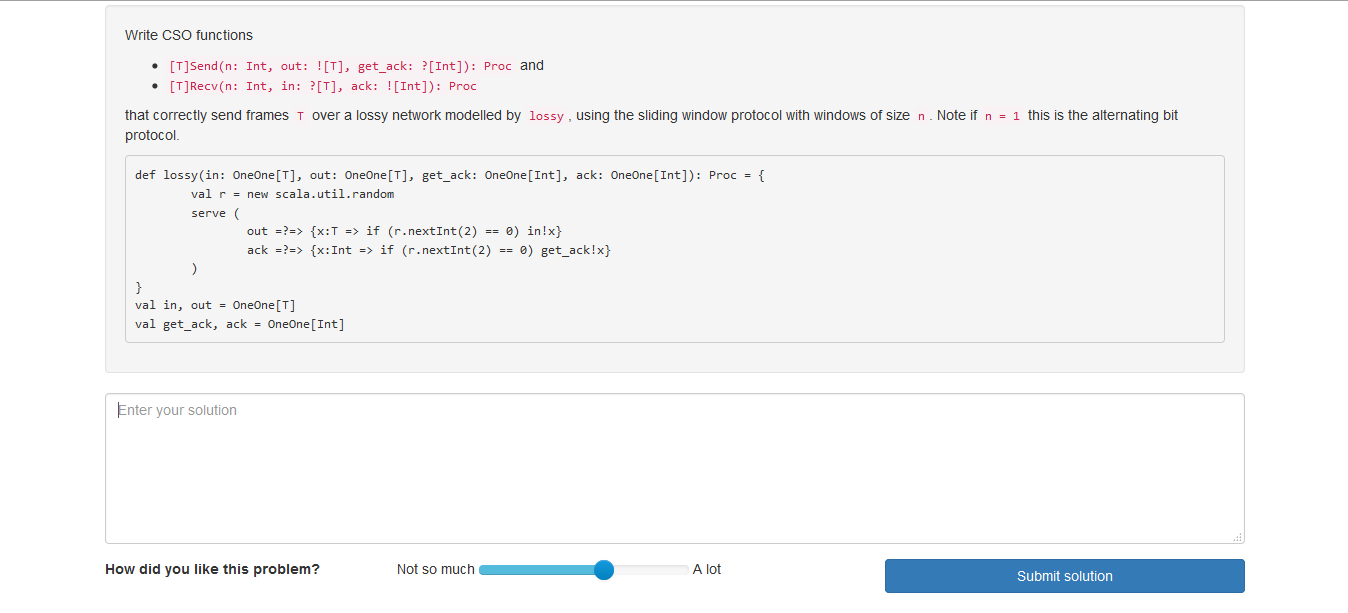 Write CSO functions
• [T]Send(n: Int, out: ![T], get_ack: ?[Int]): Proc and
• [T]Recv(n: Int, in: ?[T], ack: ![Int]): Proc
that correctly send frames T over a lossy network modelled by lossy , using the sliding window protocol with windows of size n . Note if n = 1 this is the alternating bit
protocol.
def lossy(in: OneOne[T], out: OneOne[T], get_ack: OneOne[Int], ack: OneOne[Int]): Proc = {
val r = new scala.util.random
serve (
out =?=> {x:T => if (r.nextInt(2) == 0) in!x}
ack =?=> {x:Int => if (r.nextInt(2) == 0) get_ack!x}
)
}
val in, out = OneOne[T]
val get_ack, ack = OneOne[Int]
Enter your solution
How did you like this problem? Not so much A lot Submit solution